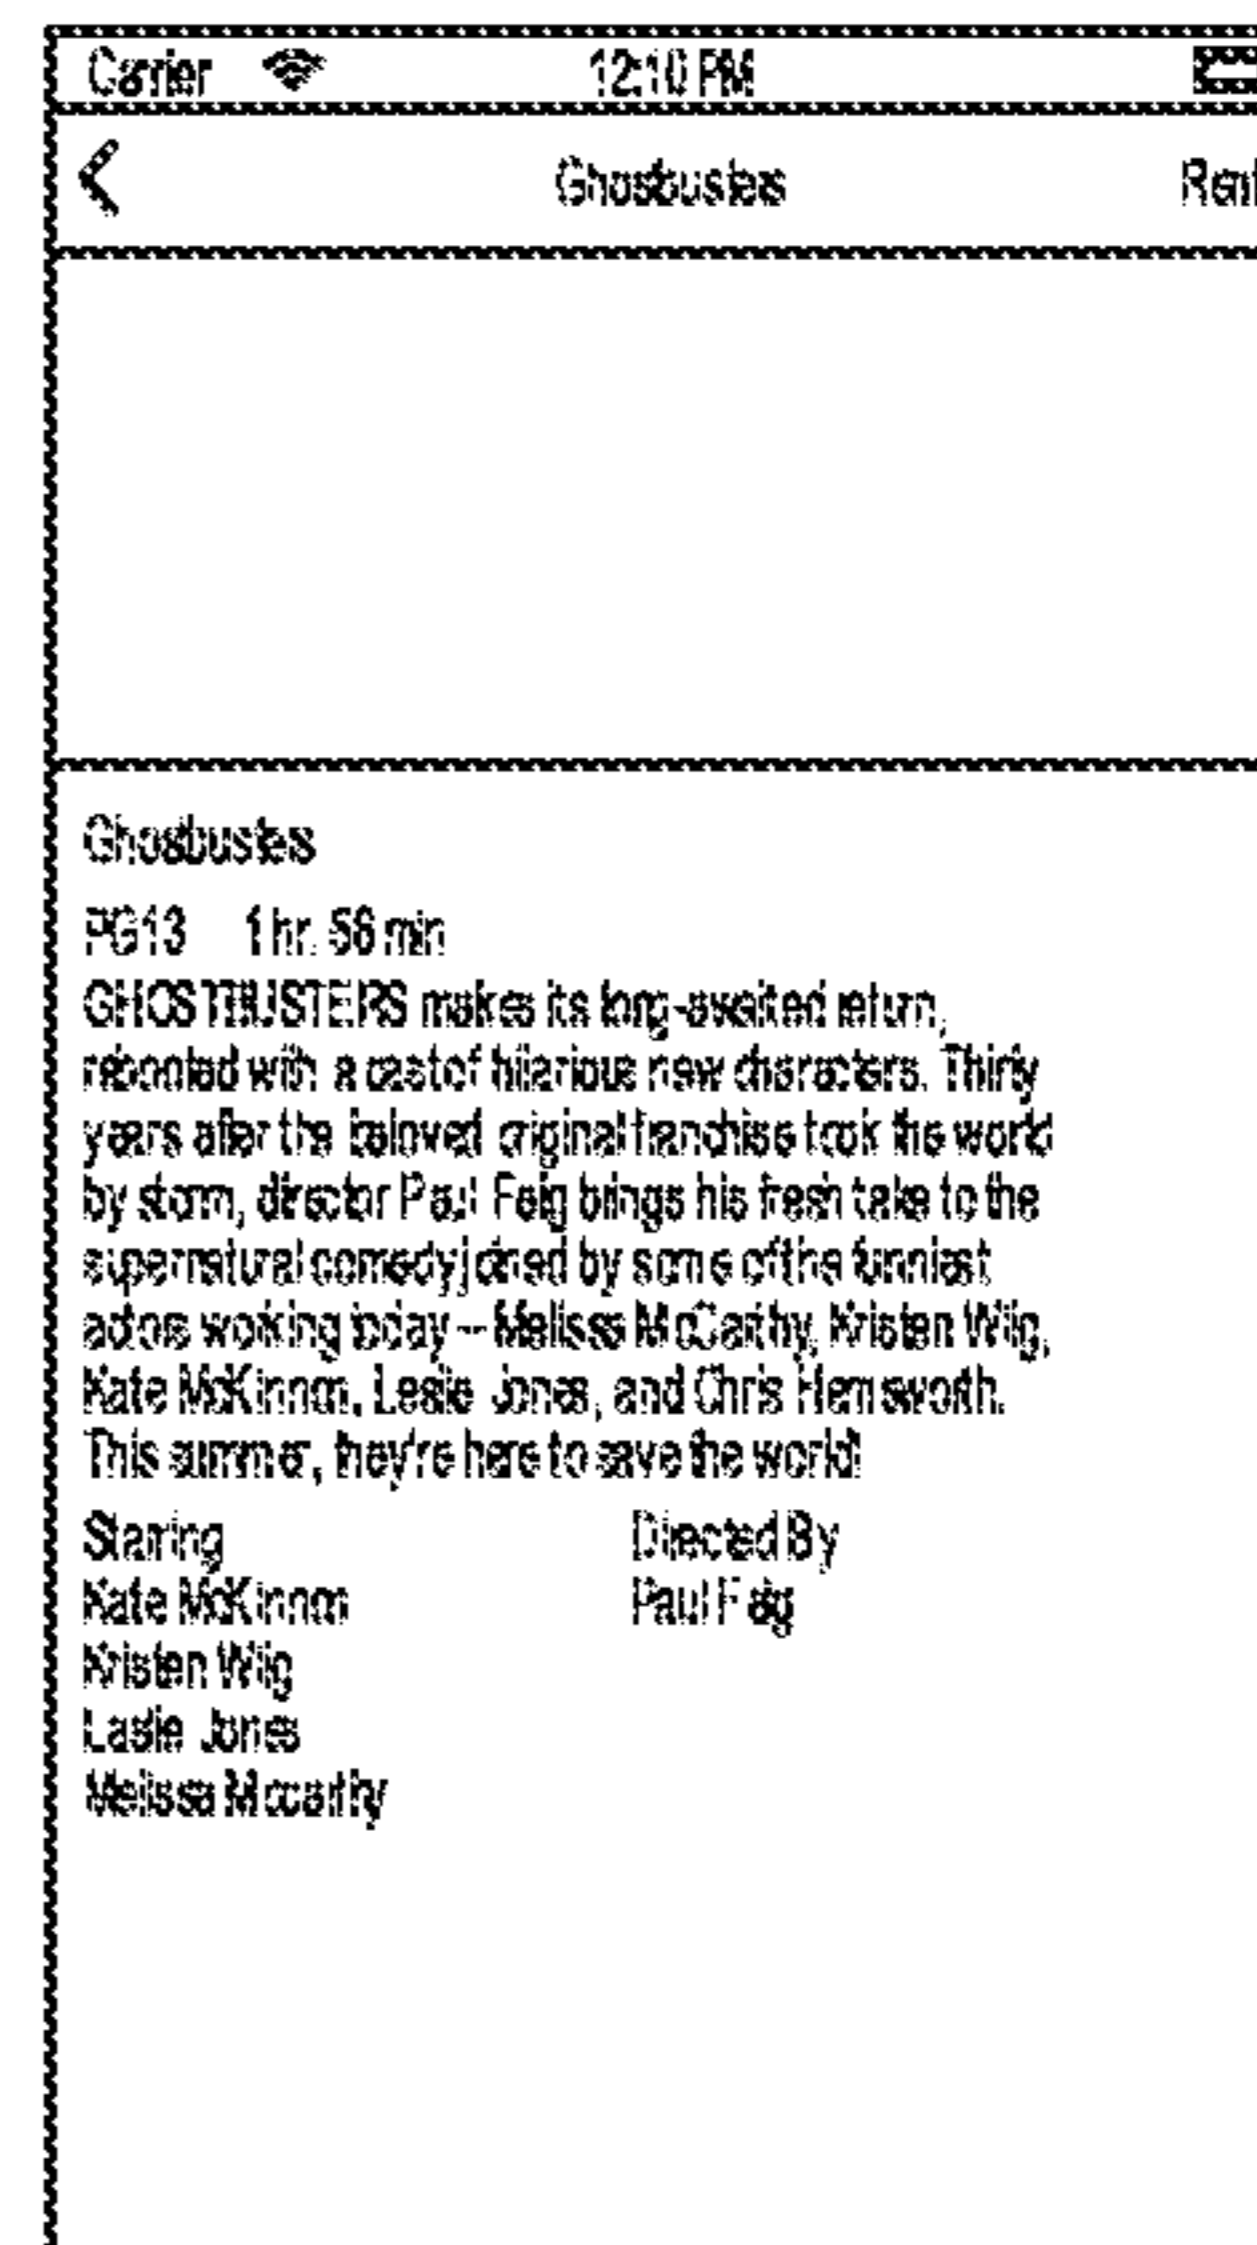 Carrier 12:10 PM
Ghostbusters
Ghostbusters
PG13 1 hr. 56 min
GHOSTBUSTERS makes its long-awaited return,
rebooted with a cast of hilarious new characters. Thirty
years after the beloved original franchise took the world
by storm, director Paul Feig brings his fresh take to the
supernatural comedy, joined by some of the funniest
actors working today -- Melissa McCarthy, Kristen Wiig,
Kate McKinnon, Leslie Jones, and Chris Hemsworth.
This summer, they're here to save the world!
Starring Directed By
Kate McKinnon Paul Feig
Kristen Wiig
Leslie Jones
Melissa Mccarthy